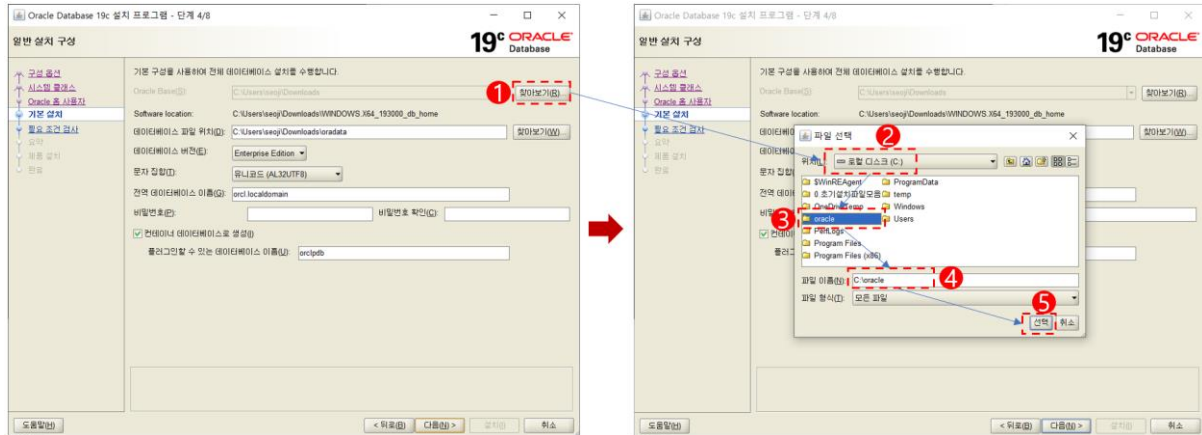 Oracle Database 19c 설치 프로그램 - 단계 4/8
일반 설치 구성
19c ORACLE Database
구성 옵션
시스템 클래스
Oracle 홈 사용자
기본 설치
필요 조건 검사
요약
제품 설치
완료
기본 구성을 사용하여 전체 데이터베이스 설치를 수행합니다.
Oracle Base(S): C:\Users\seoji\Downloads 찾아보기(R)
1
Software location: C:\Users\seoji\Downloads\WINDOWS.X64_193000_db_home
데이터베이스 파일 위치(D): C:\Users\seoji\Downloads\oradata 찾아보기(W)...
데이터베이스 버전(E): Enterprise Edition
문자 집합(T): 유니코드 (AL32UTF8)
전역 데이터베이스 이름(G): orcl.localdomain
비밀번호(P): 비밀번호 확인(C):
컨테이너 데이터베이스로 생성(I)
플러그인할 수 있는 데이터베이스 이름(U): orclpdb
도움말(H) < 뒤로(B) 다음(N) > 설치(I) 취소
Oracle Database 19c 설치 프로그램 - 단계 4/8
일반 설치 구성
19c ORACLE Database
구성 옵션
시스템 클래스
Oracle 홈 사용자
기본 설치
필요 조건 검사
요약
제품 설치
완료
기본 구성을 사용하여 전체 데이터베이스 설치를 수행합니다.
Oracle Base(S): C:\Users\seoji\Downloads 찾아보기(R)
Software location: C:\Users\seoji\Downloads\WINDOWS.X64_193000_db_home
찾아보기(W)...
파일 선택
2
로컬 디스크 (C:)
$WinREAgent ProgramData
0 초기설치파일모음 temp
OneDriveTemp Windows
3
oracle Users
PerfLogs
Program Files
Program Files (x86)
파일 이름(N): C:\oracle
4
파일 형식(T): 모든 파일
5
선택 취소
도움말(H) < 뒤로(B) 다음(N) > 설치(I) 취소